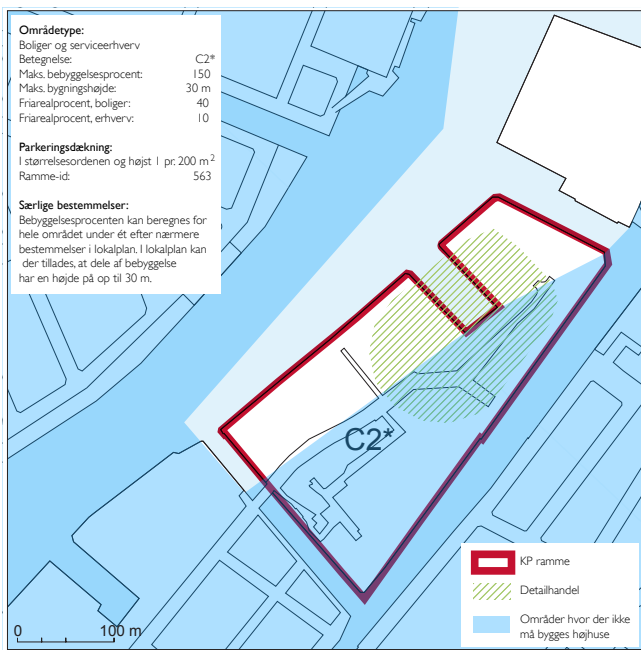 Områdetype:
Boliger og serviceerhverv
Betegnelse: C2*
Maks. bebyggelsesprocent: 150
Maks. bygningshøjde: 30 m
Friarealprocent, boliger: 40
Friarealprocent, erhverv: 10
Parkeringsdækning:
I størrelsesordenen og højst 1 pr. 200 m²
Ramme-id: 563
Særlige bestemmelser:
Bebyggelsesprocenten kan beregnes for
hele området under ét efter nærmere
bestemmelser i lokalplan. I lokalplan kan
der tillades, at dele af bebyggelse
har en højde på op til 30 m.
C2*
KP ramme
Detailhandel
Områder hvor der ikke
må bygges højhuse
0 100 m